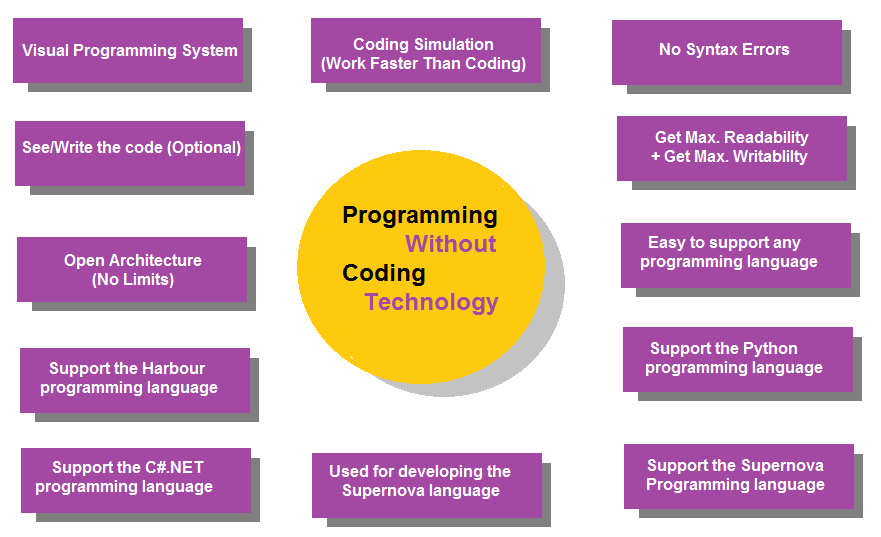 Visual Programming System
Coding Simulation
(Work Faster Than Coding)
No Syntax Errors
See/Write the code (Optional)
Get Max. Readability
+ Get Max. Writablilty
Programming
Without
Coding
Technology
Open Architecture
(No Limits)
Easy to support any
programming language
Support the Harbour
programming language
Support the Python
programming language
Support the C#.NET
programming language
Used for developing the
Supernova language
Support the Supernova
Programming language